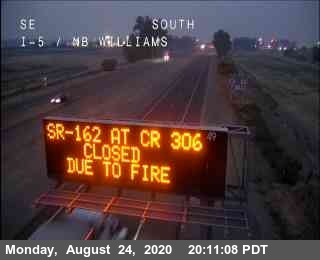 SE SOUTH
I-5 / NB WILLIAMS
SR-162 AT CR 306
CLOSED
DUE TO FIRE
49
Monday, August 24, 2020 20:11:08 PDT